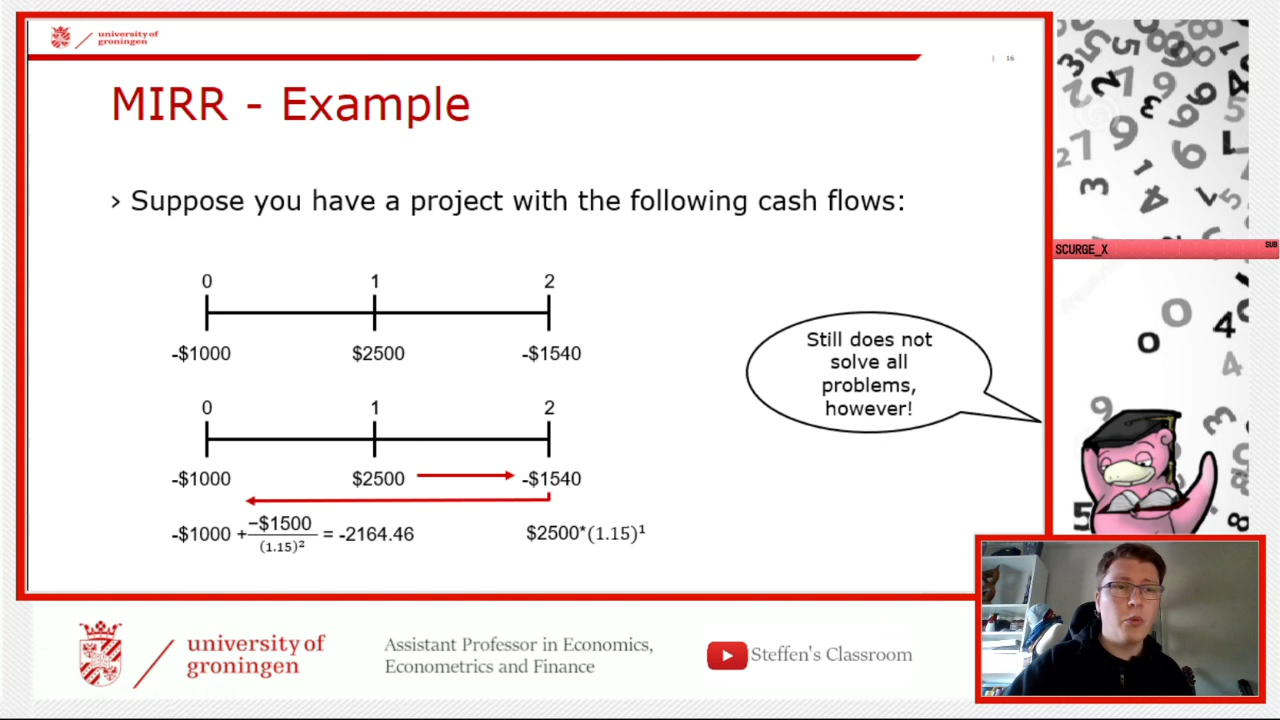 university of
groningen
| 16
MIRR - Example
› Suppose you have a project with the following cash flows:
0 1 2
-$1000 $2500 -$1540
0 1 2
-$1000 $2500 -$1540
-$1000 + −$1500/(1.15)² = -2164.46 $2500*(1.15)¹
Still does not
solve all
problems,
however!
SCURGE_X SUB
university of
groningen
Assistant Professor in Economics,
Econometrics and Finance
Steffen's Classroom